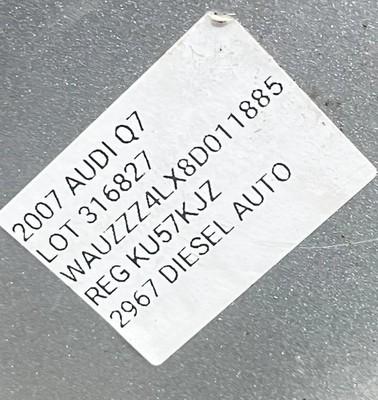 2007 AUDI Q7
LOT 316827
WAUZZZ4LX8D011885
REG KU57KJZ
2967 DIESEL AUTO